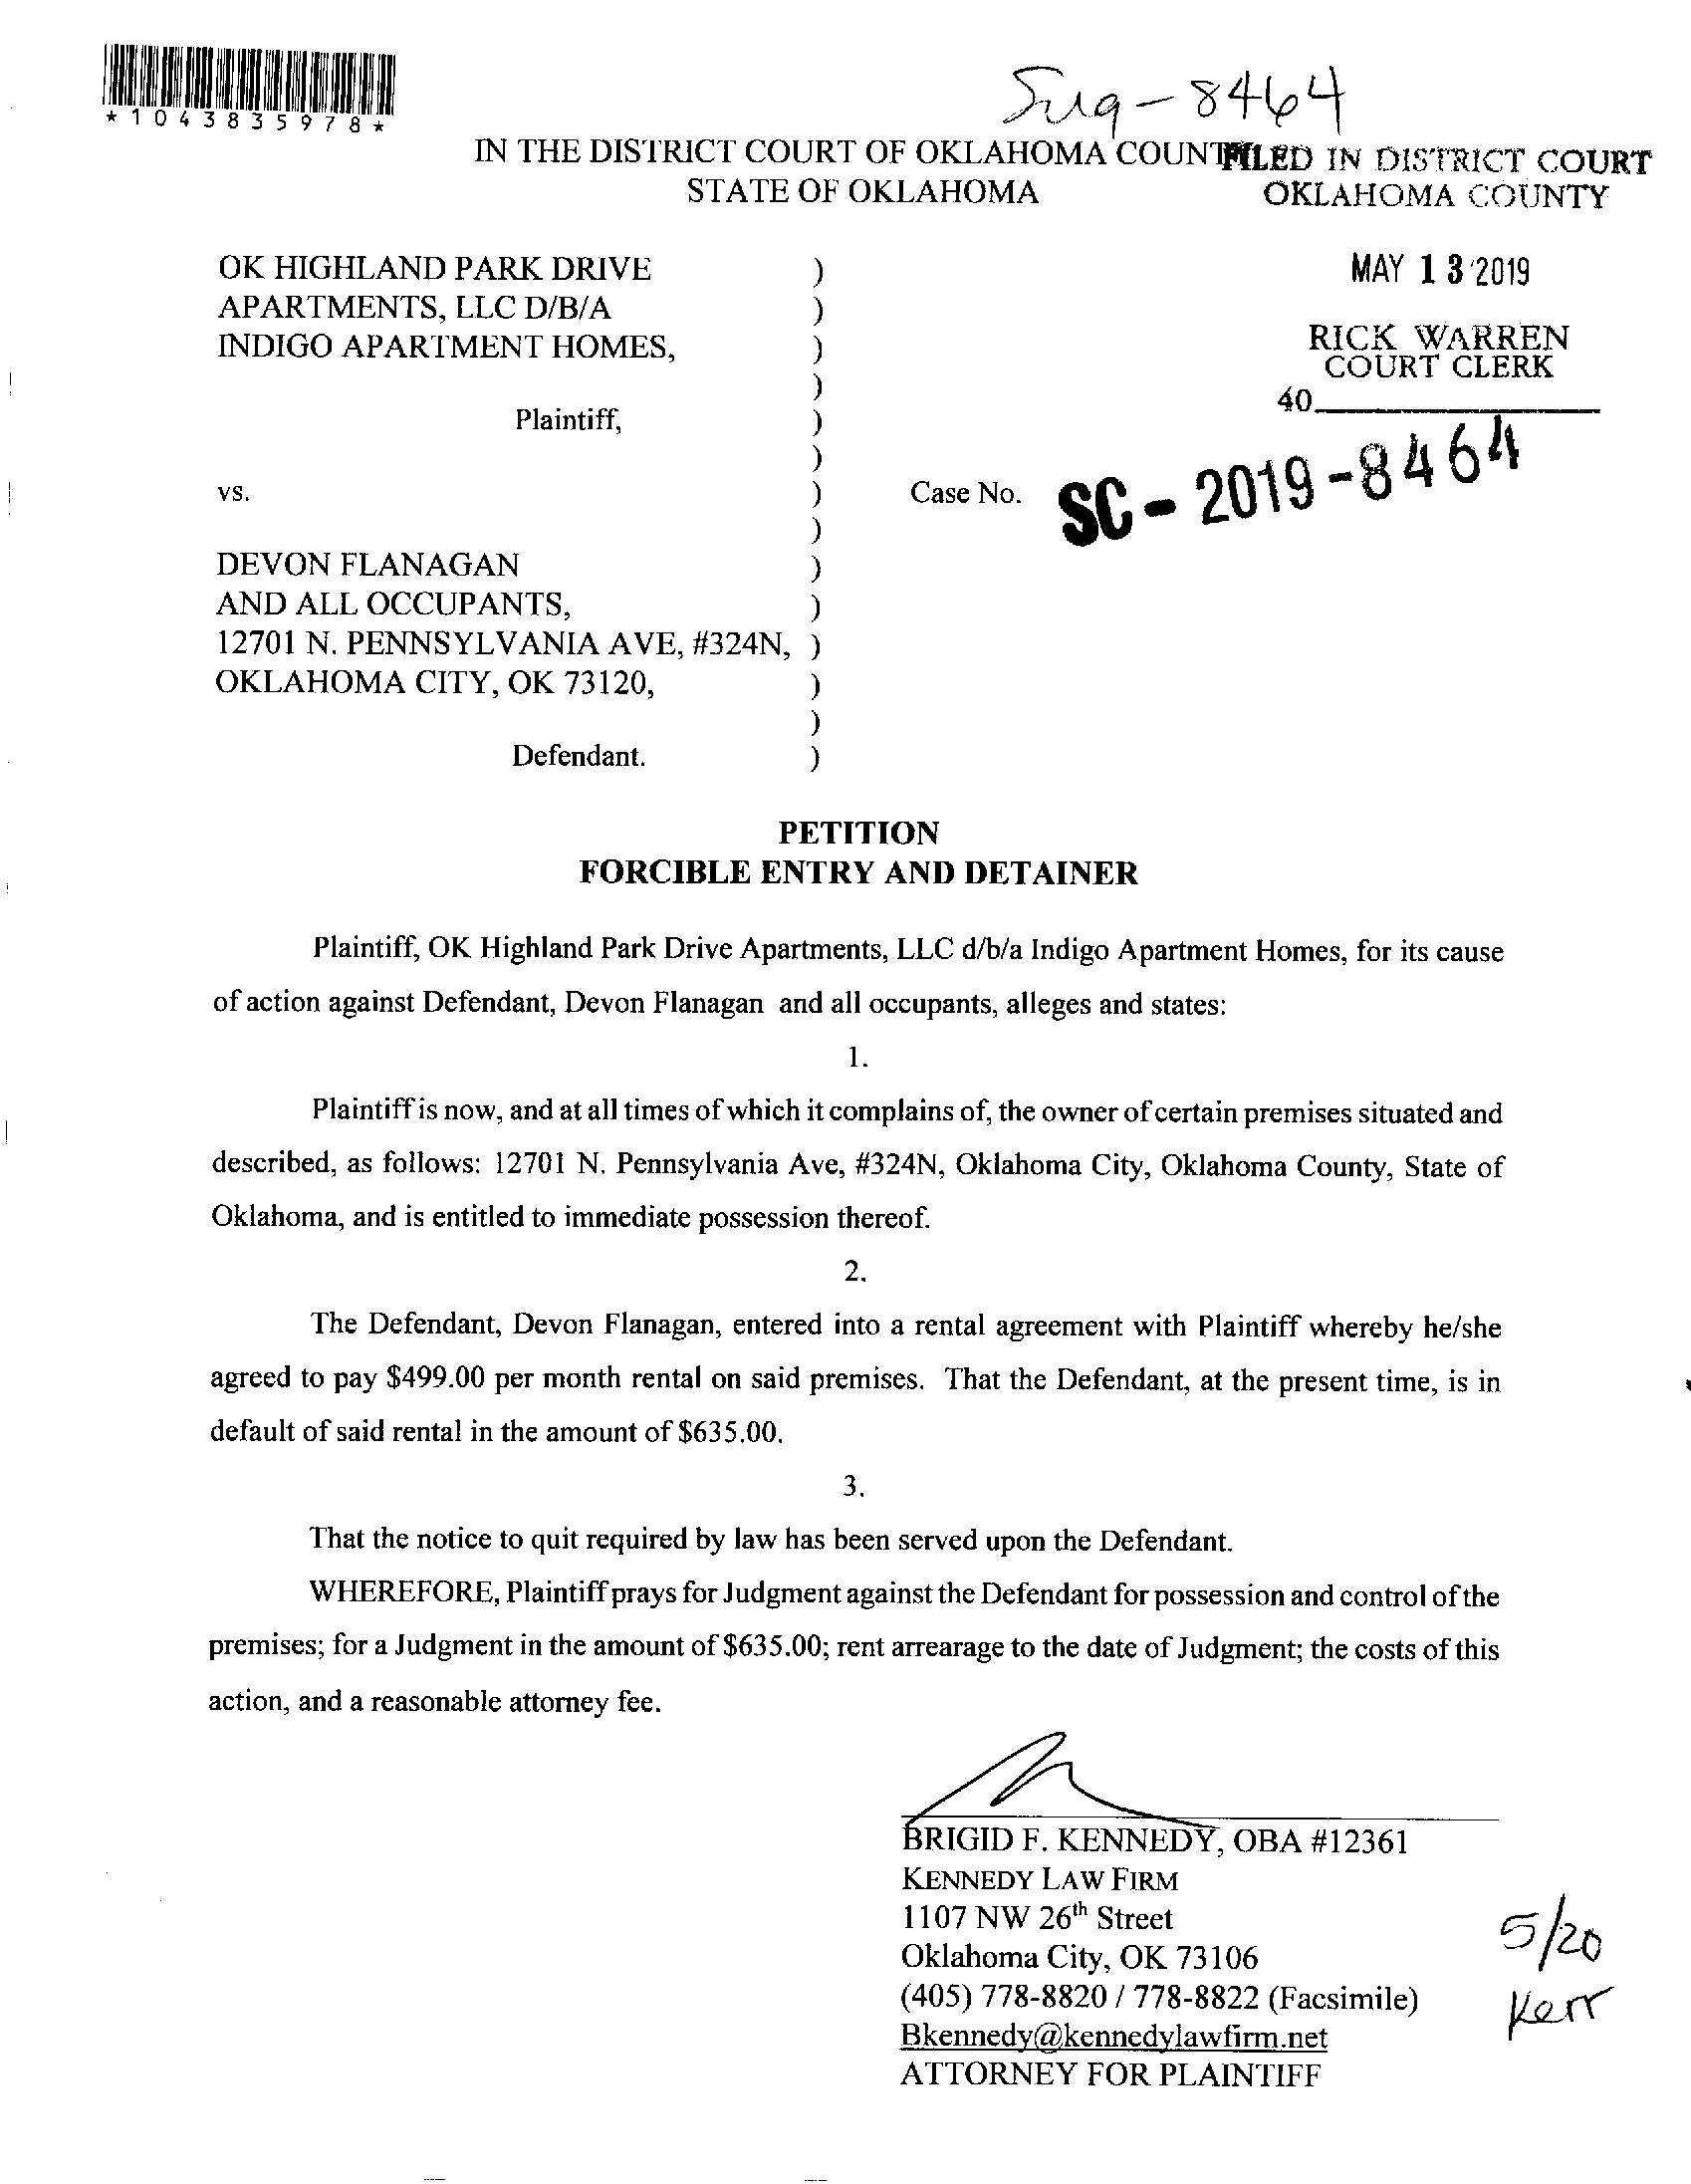 *1043835978*
8464
IN THE DISTRICT COURT OF OKLAHOMA COUNTY
STATE OF OKLAHOMA
FILED IN DISTRICT COURT
OKLAHOMA COUNTY
MAY 13 2019
RICK WARREN
COURT CLERK
40
OK HIGHLAND PARK DRIVE )
APARTMENTS, LLC D/B/A )
INDIGO APARTMENT HOMES, )
)
Plaintiff, )
)
vs. ) Case No. SC - 2019 - 8464
)
DEVON FLANAGAN )
AND ALL OCCUPANTS, )
12701 N. PENNSYLVANIA AVE, #324N, )
OKLAHOMA CITY, OK 73120, )
)
Defendant. )
PETITION
FORCIBLE ENTRY AND DETAINER
Plaintiff, OK Highland Park Drive Apartments, LLC d/b/a Indigo Apartment Homes, for its cause
of action against Defendant, Devon Flanagan and all occupants, alleges and states:
1.
Plaintiff is now, and at all times of which it complains of, the owner of certain premises situated and
described, as follows: 12701 N. Pennsylvania Ave, #324N, Oklahoma City, Oklahoma County, State of
Oklahoma, and is entitled to immediate possession thereof.
2.
The Defendant, Devon Flanagan, entered into a rental agreement with Plaintiff whereby he/she
agreed to pay $499.00 per month rental on said premises. That the Defendant, at the present time, is in
default of said rental in the amount of $635.00.
3.
That the notice to quit required by law has been served upon the Defendant.
WHEREFORE, Plaintiff prays for Judgment against the Defendant for possession and control of the
premises; for a Judgment in the amount of $635.00; rent arrearage to the date of Judgment; the costs of this
action, and a reasonable attorney fee.
BRIGID F. KENNEDY, OBA #12361
KENNEDY LAW FIRM
1107 NW 26th Street
Oklahoma City, OK 73106
(405) 778-8820 / 778-8822 (Facsimile)
Bkennedy@kennedylawfirm.net
ATTORNEY FOR PLAINTIFF
5/20
Kerr